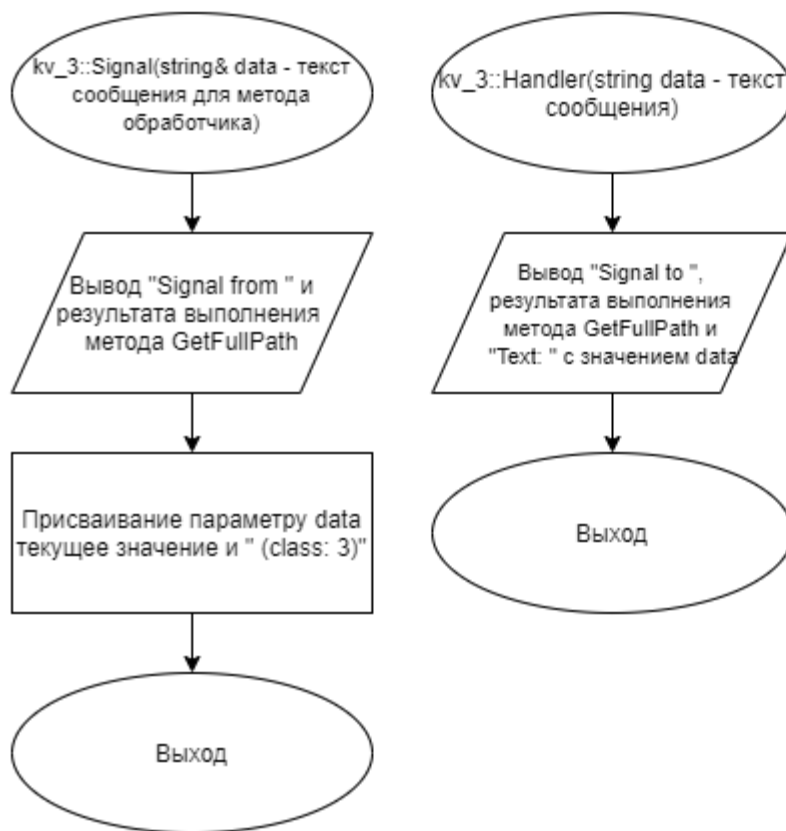 kv_3::Signal(string& data - текст
сообщения для метода
обработчика)
Вывод "Signal from " и
результата выполнения
метода GetFullPath
Присваивание параметру data
текущее значение и " (class: 3)"
Выход
kv_3::Handler(string data - текст
сообщения)
Вывод "Signal to ",
результата выполнения
метода GetFullPath и
"Text: " с значением data
Выход